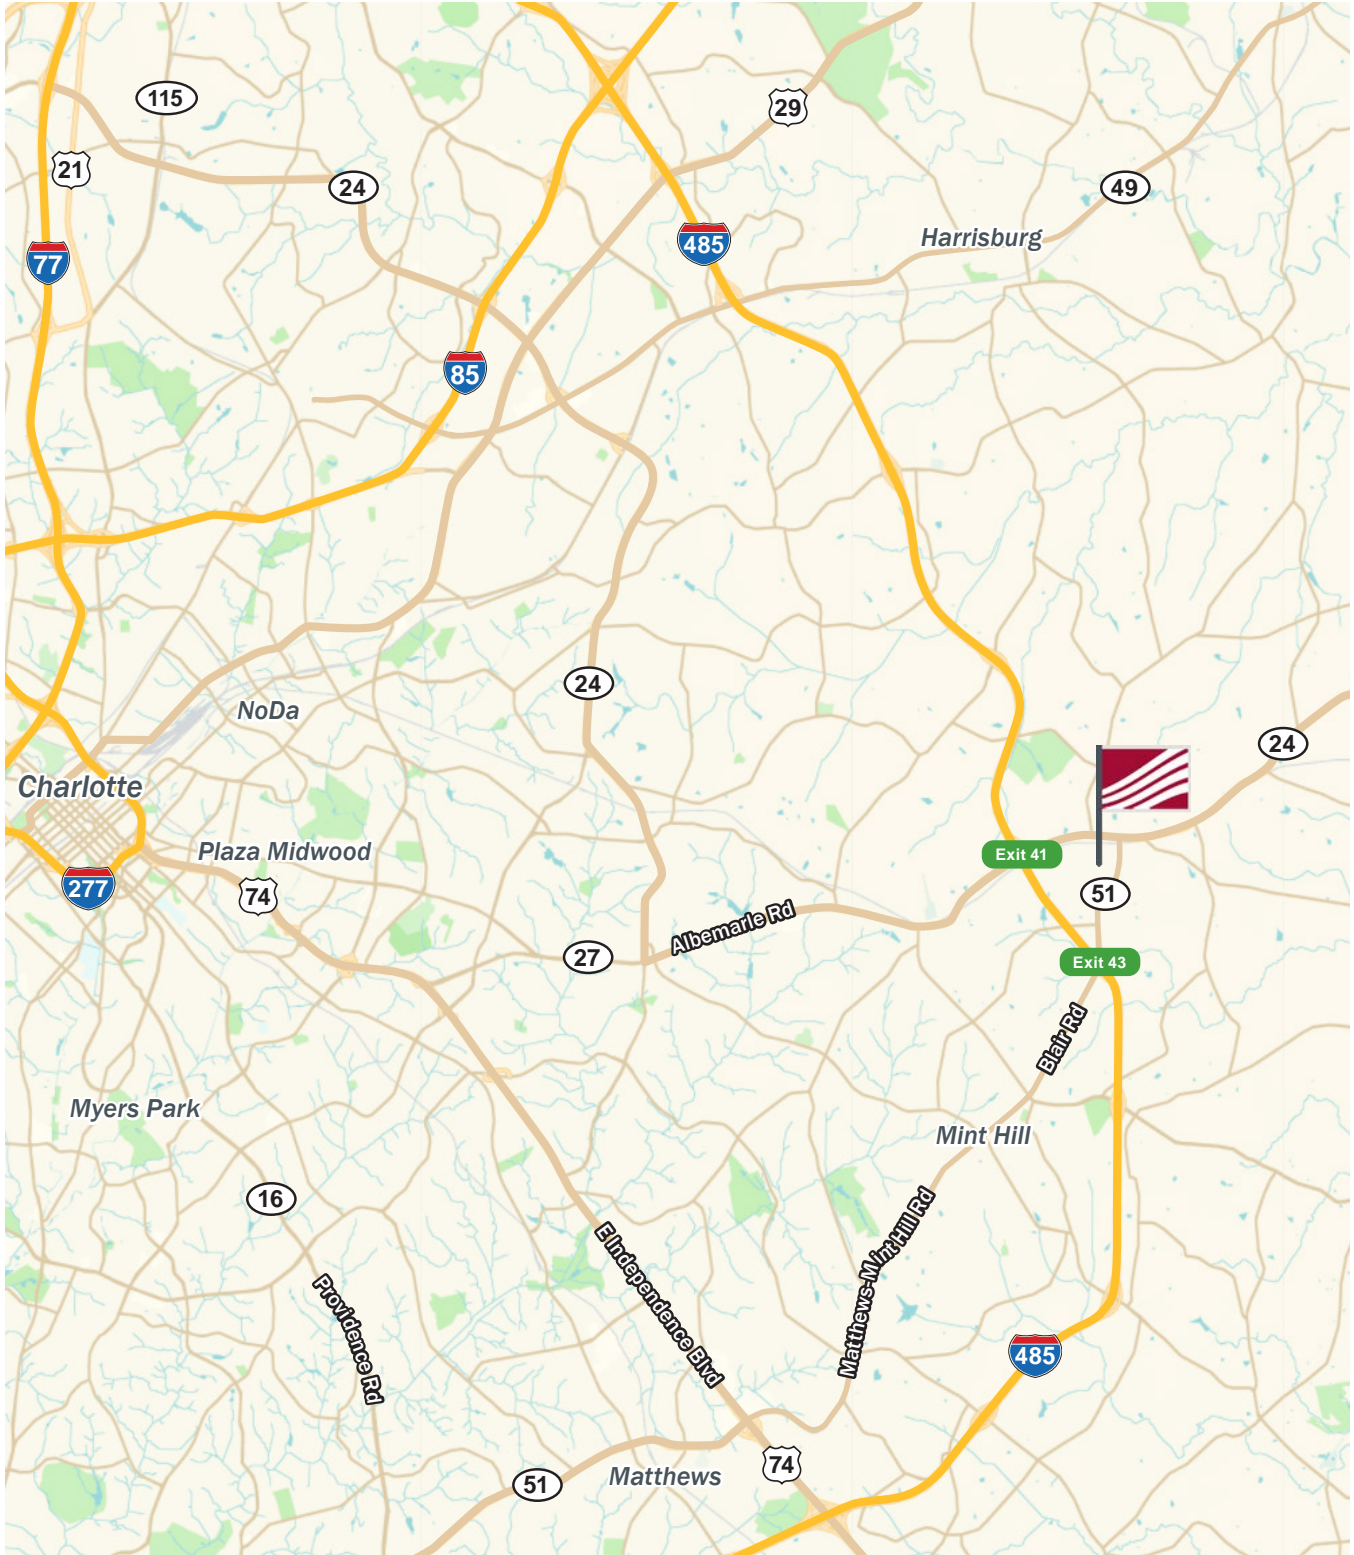 115
29
21
24
49
Harrisburg
485
77
85
24
NoDa
24
Charlotte
Plaza Midwood
Exit 41
277
74
51
Albemarle Rd
27
Exit 43
Blair Rd
Myers Park
Mint Hill
16
Matthews-Mint Hill Rd
E Independence Blvd
Providence Rd
485
74
Matthews
51